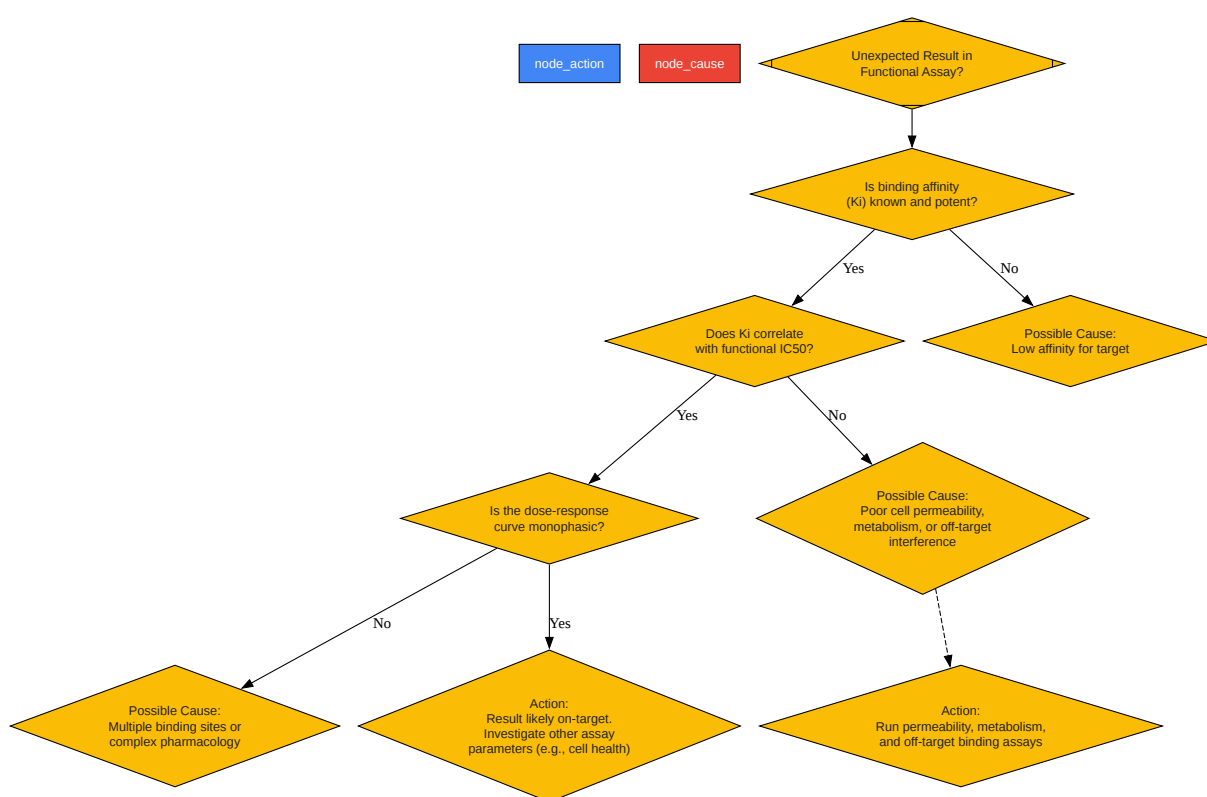 node_action
node_cause
Unexpected Result in
Functional Assay?
Is binding affinity
(Ki) known and potent?
Yes
No
Does Ki correlate
with functional IC50?
Possible Cause:
Low affinity for target
Yes
No
Is the dose-response
curve monophasic?
Possible Cause:
Poor cell permeability,
metabolism, or off-target
interference
No
Yes
Possible Cause:
Multiple binding sites or
complex pharmacology
Action:
Result likely on-target.
Investigate other assay
parameters (e.g., cell health)
Action:
Run permeability, metabolism,
and off-target binding assays